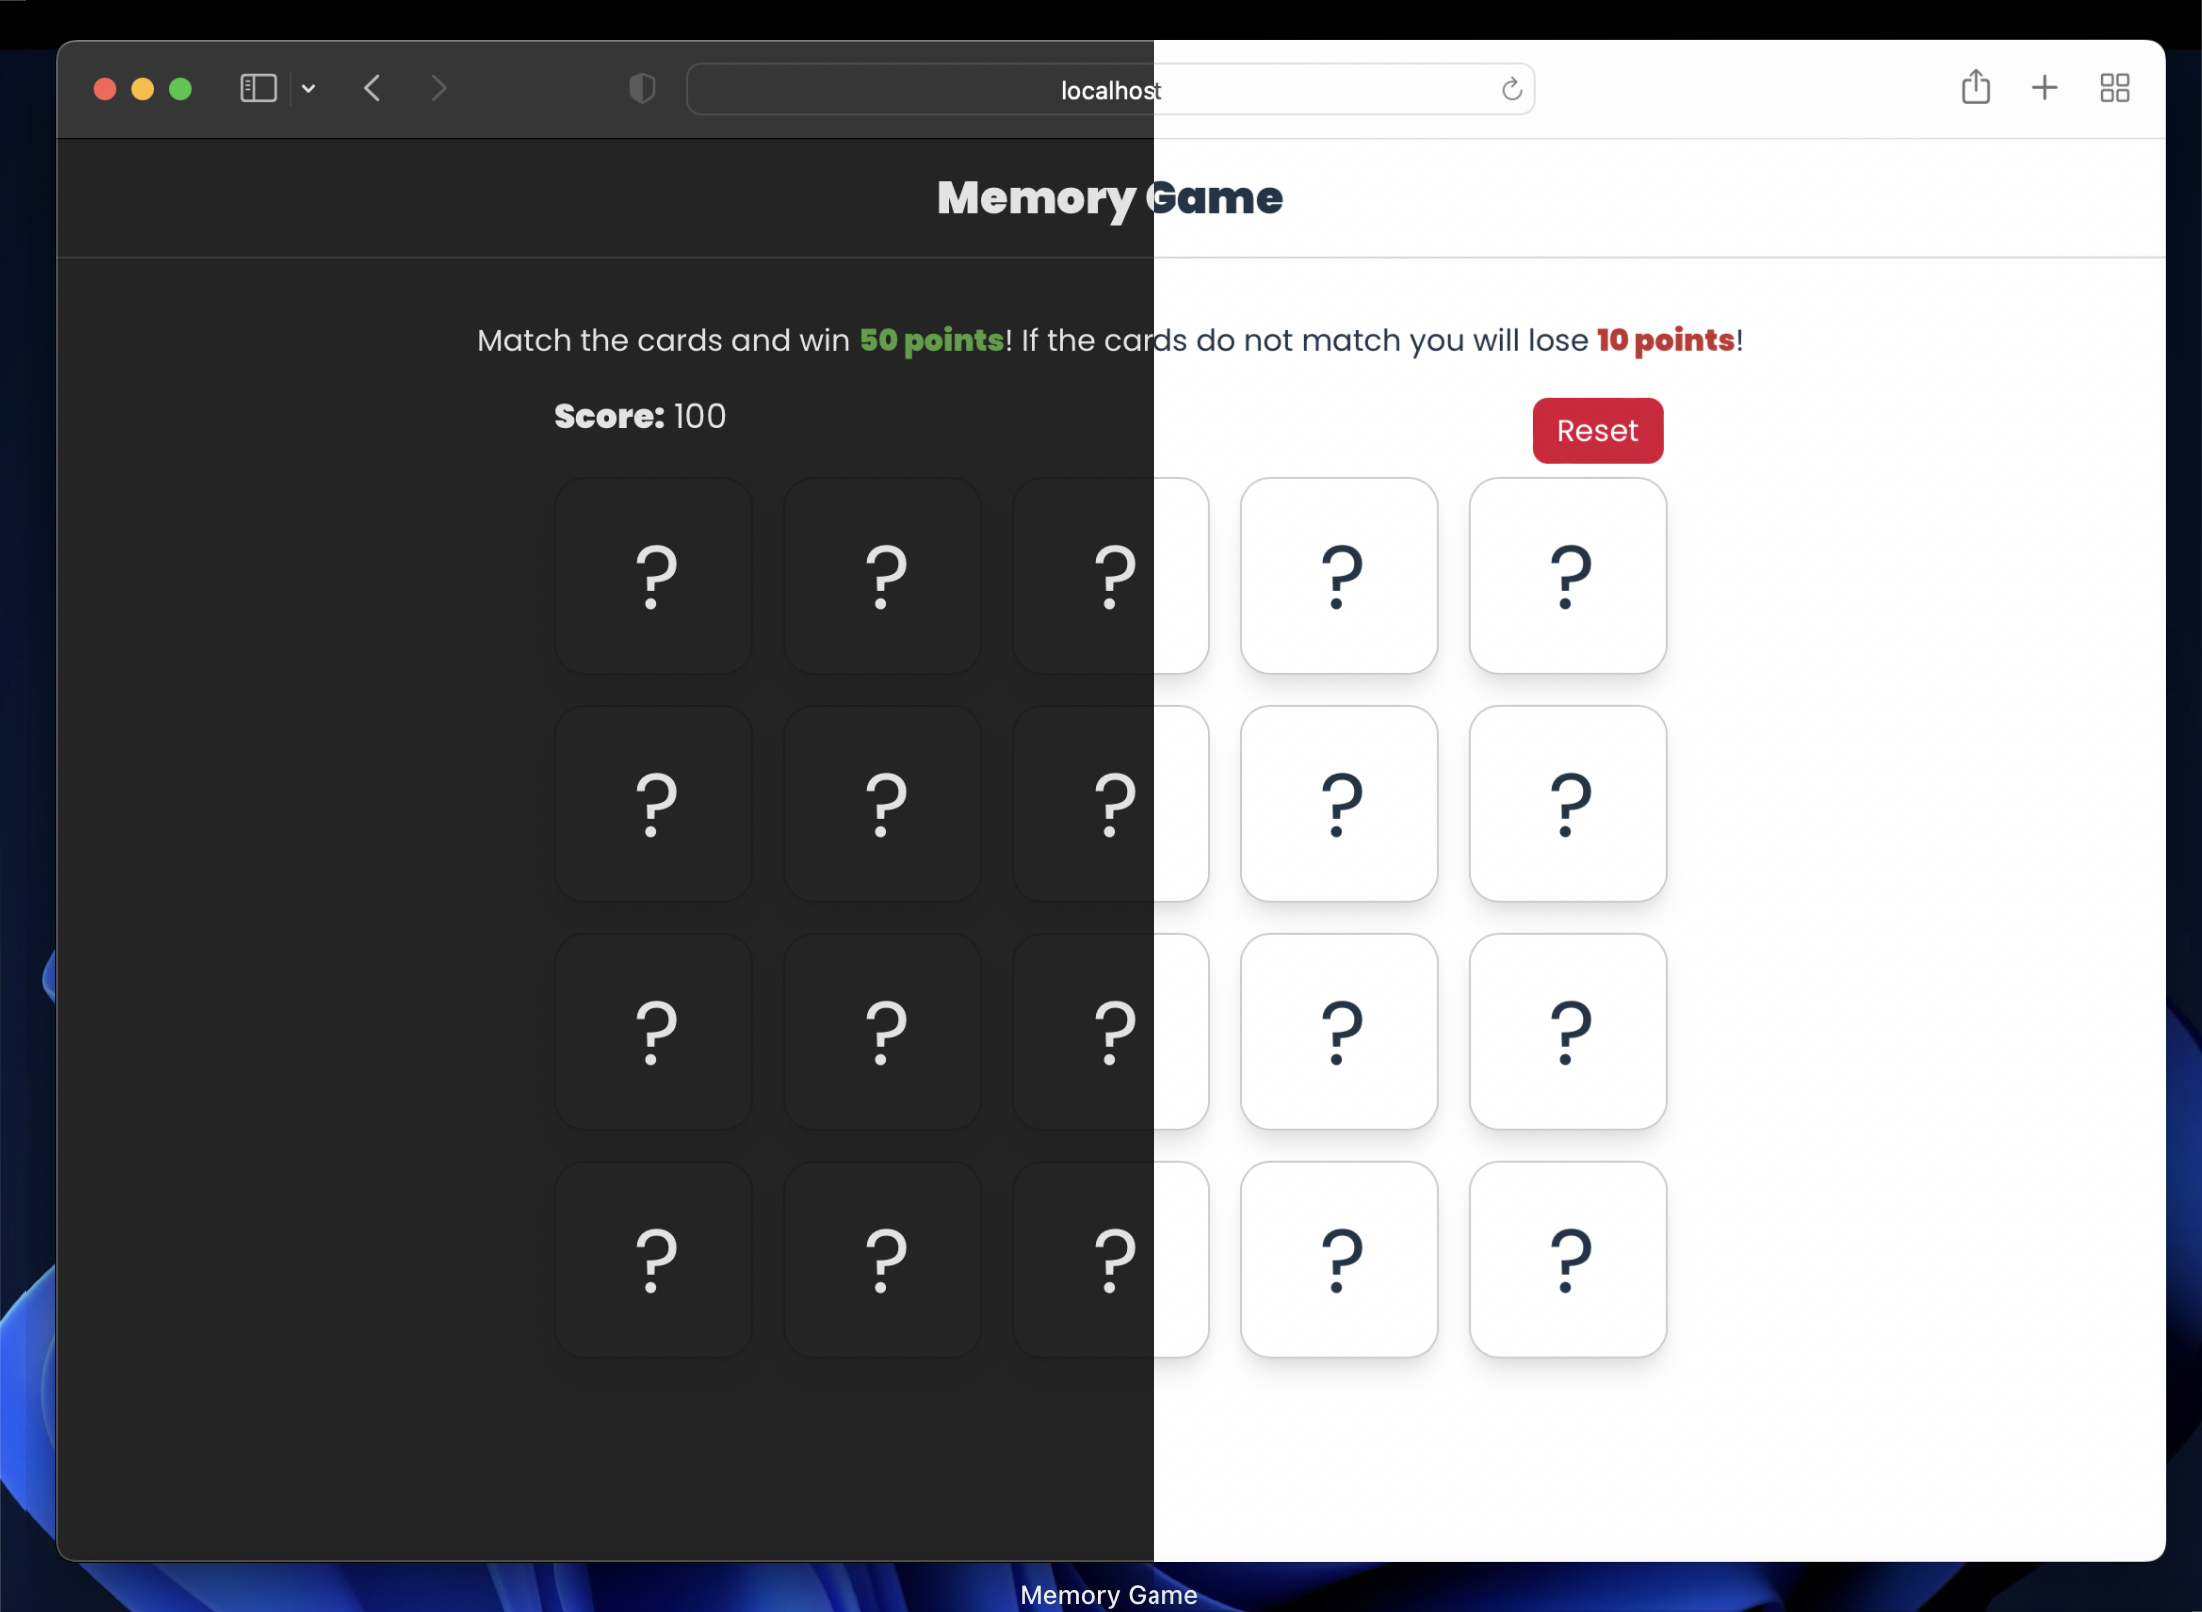 localhost
Memory Game
Match the cards and win 50 points! If the cards do not match you will lose 10 points!
Score: 100
Reset
? ? ? ? ?
? ? ? ? ?
? ? ? ? ?
? ? ? ? ?
Memory Game